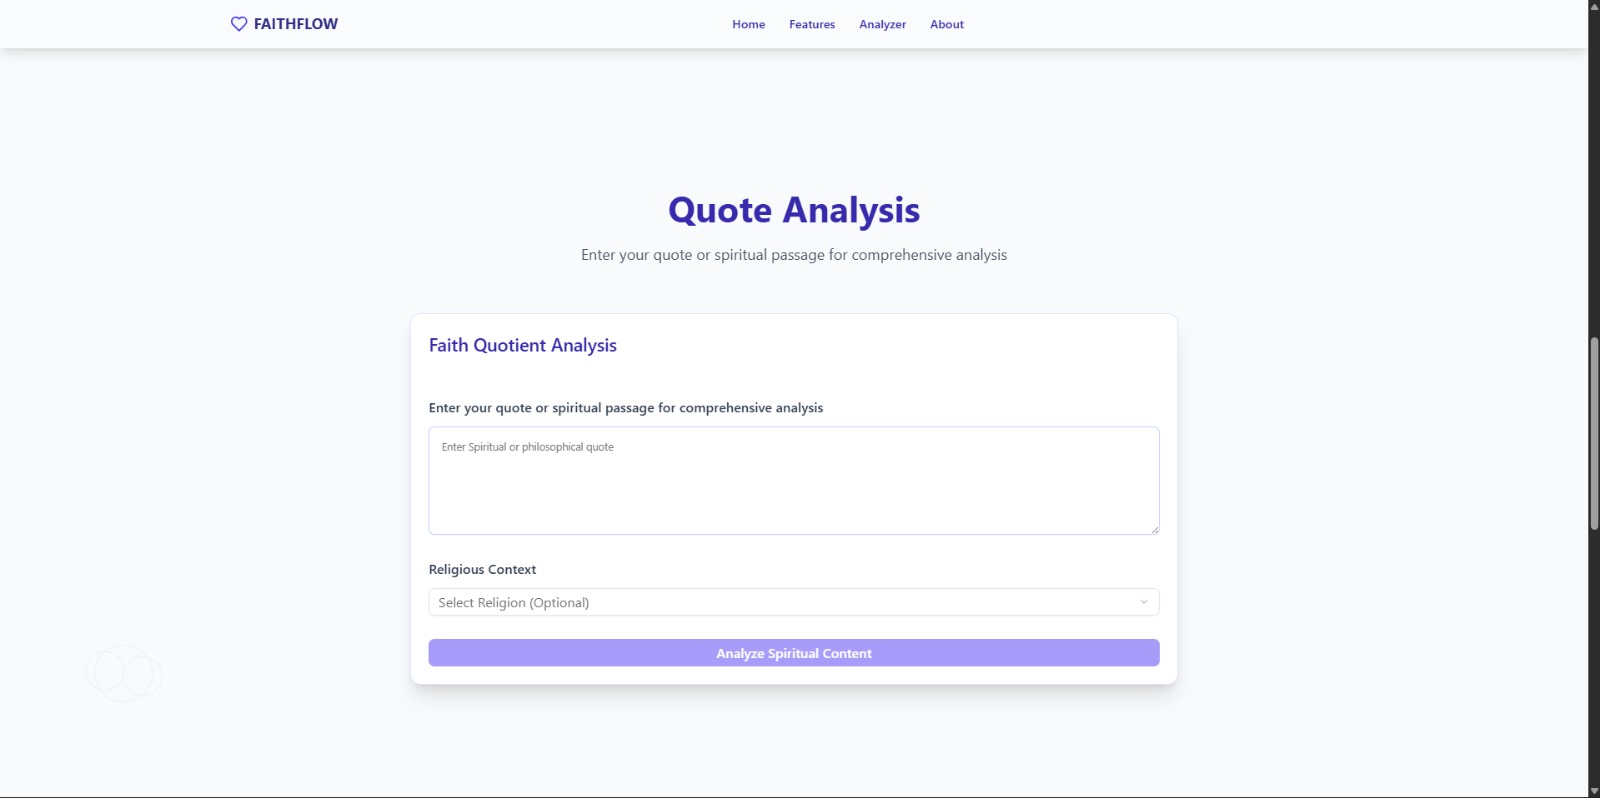 FAITHFLOW
Home Features Analyzer About
Quote Analysis
Enter your quote or spiritual passage for comprehensive analysis
Faith Quotient Analysis
Enter your quote or spiritual passage for comprehensive analysis
Enter Spiritual or philosophical quote
Religious Context
Select Religion (Optional)
Analyze Spiritual Content